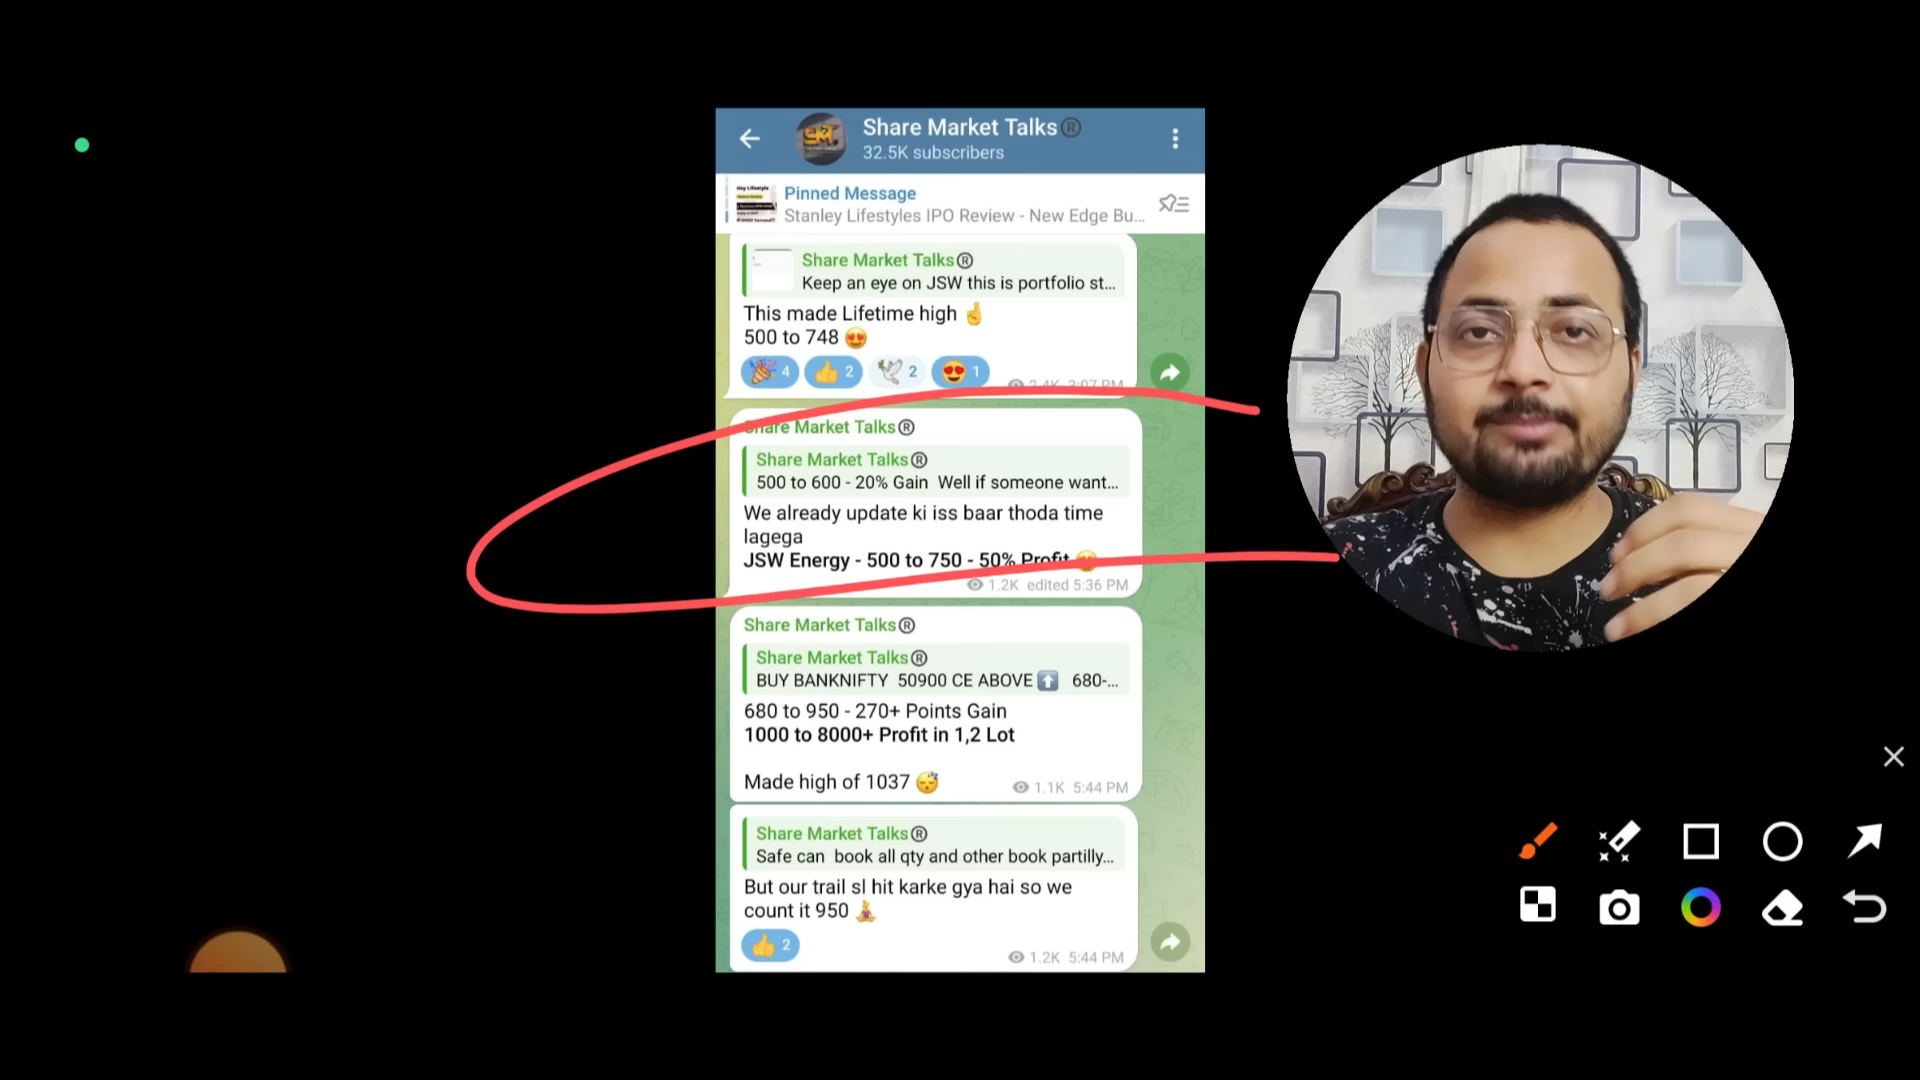 Share Market Talks®
32.5K subscribers
Pinned Message
Stanley Lifestyles IPO Review - New Edge Bu...
Share Market Talks®
Keep an eye on JSW this is portfolio st...
This made Lifetime high 🤞
500 to 748 😍
🎉 4 👍 2 🕊 2 😍 1
2.4K 3:07 PM
Share Market Talks®
Share Market Talks®
500 to 600 - 20% Gain Well if someone want...
We already update ki iss baar thoda time
lagega
JSW Energy - 500 to 750 - 50% Profit
1.2K edited 5:36 PM
Share Market Talks®
Share Market Talks®
BUY BANKNIFTY 50900 CE ABOVE ⬆️ 680-...
680 to 950 - 270+ Points Gain
1000 to 8000+ Profit in 1,2 Lot
Made high of 1037 😴
1.1K 5:44 PM
Share Market Talks®
Safe can book all qty and other book partilly...
But our trail sl hit karke gya hai so we
count it 950 🧘
👍 2
1.2K 5:44 PM